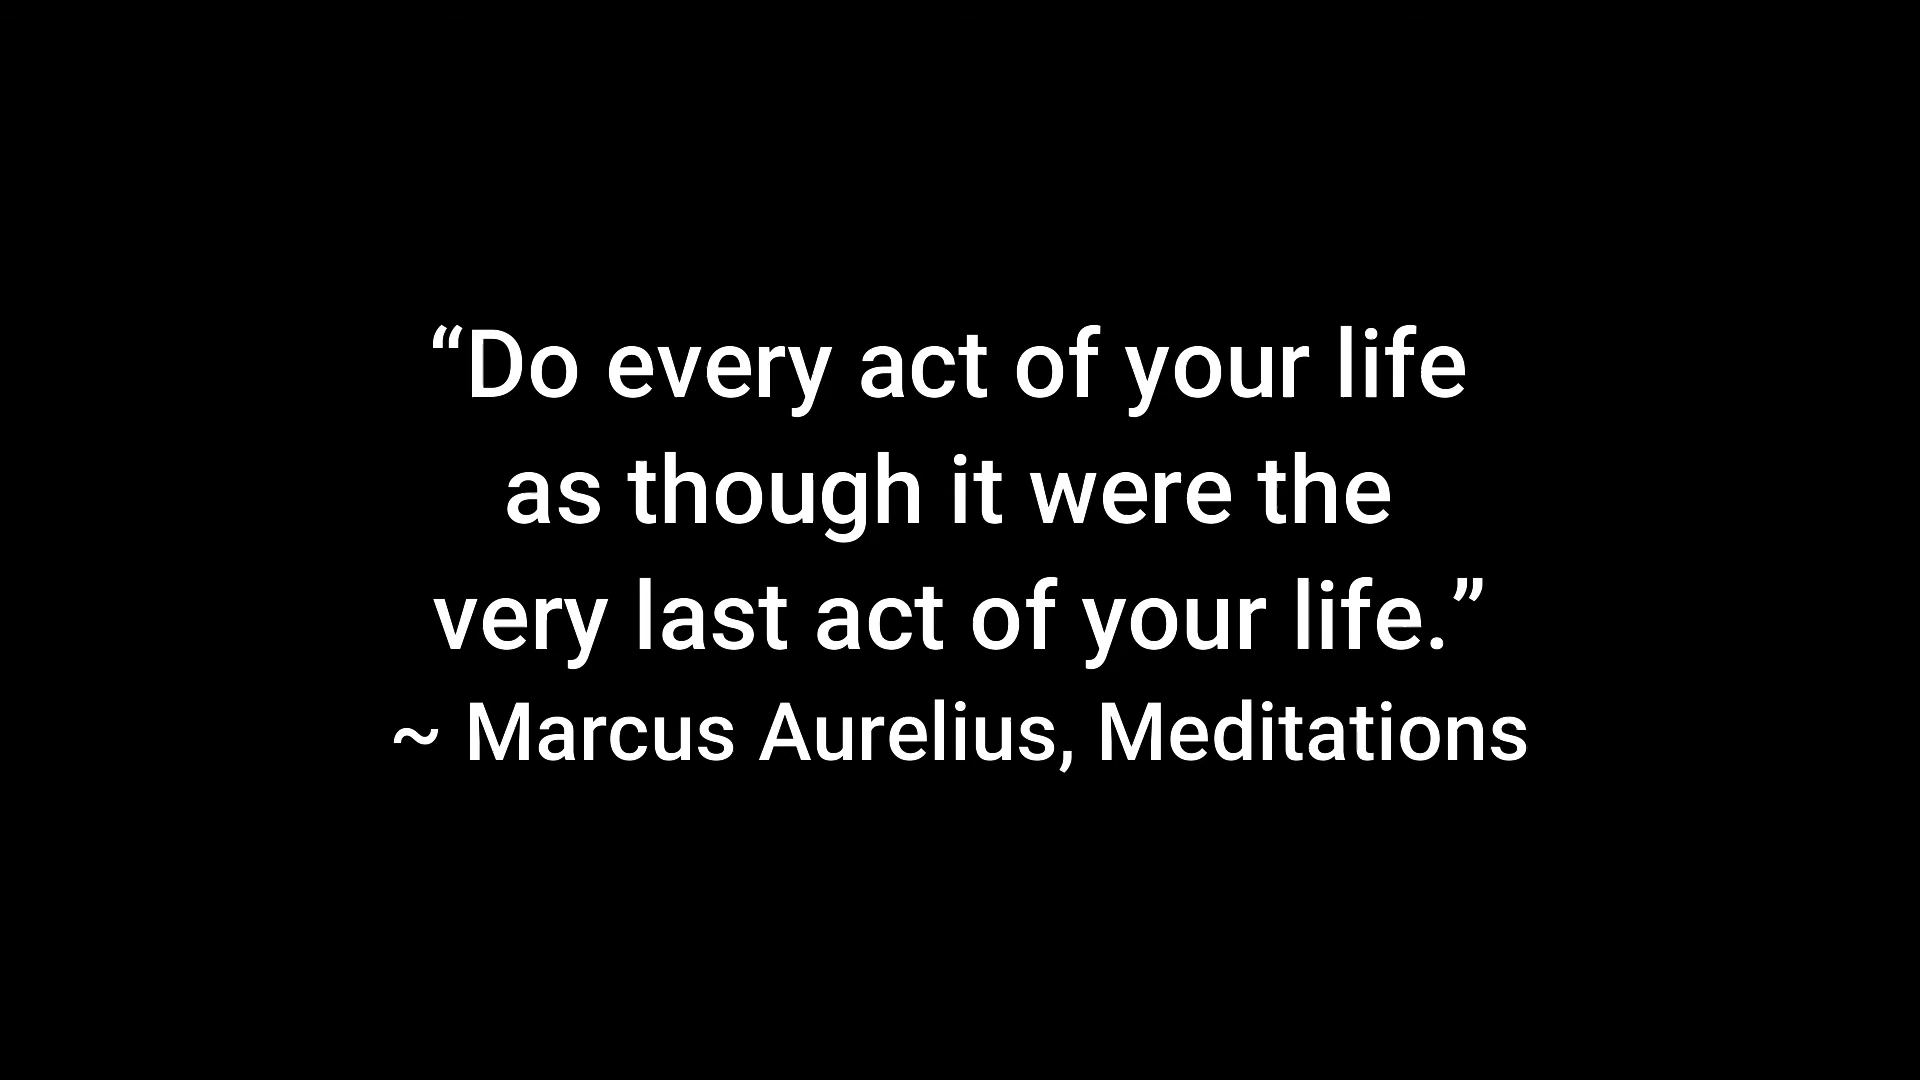 “Do every act of your life
as though it were the
very last act of your life.”
~ Marcus Aurelius, Meditations